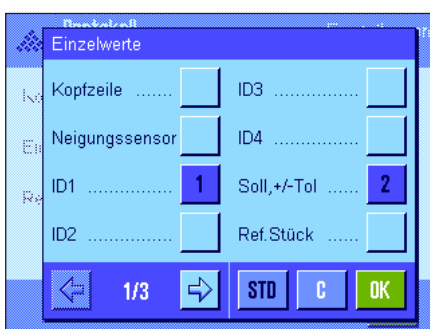 Einzelwerte
Kopfzeile .......
Neigungssensor
ID1 ................ 1
ID2 ................
ID3 ................
ID4 ................
Soll,+/-Tol ...... 2
Ref.Stück ......
1/3
STD
C
OK